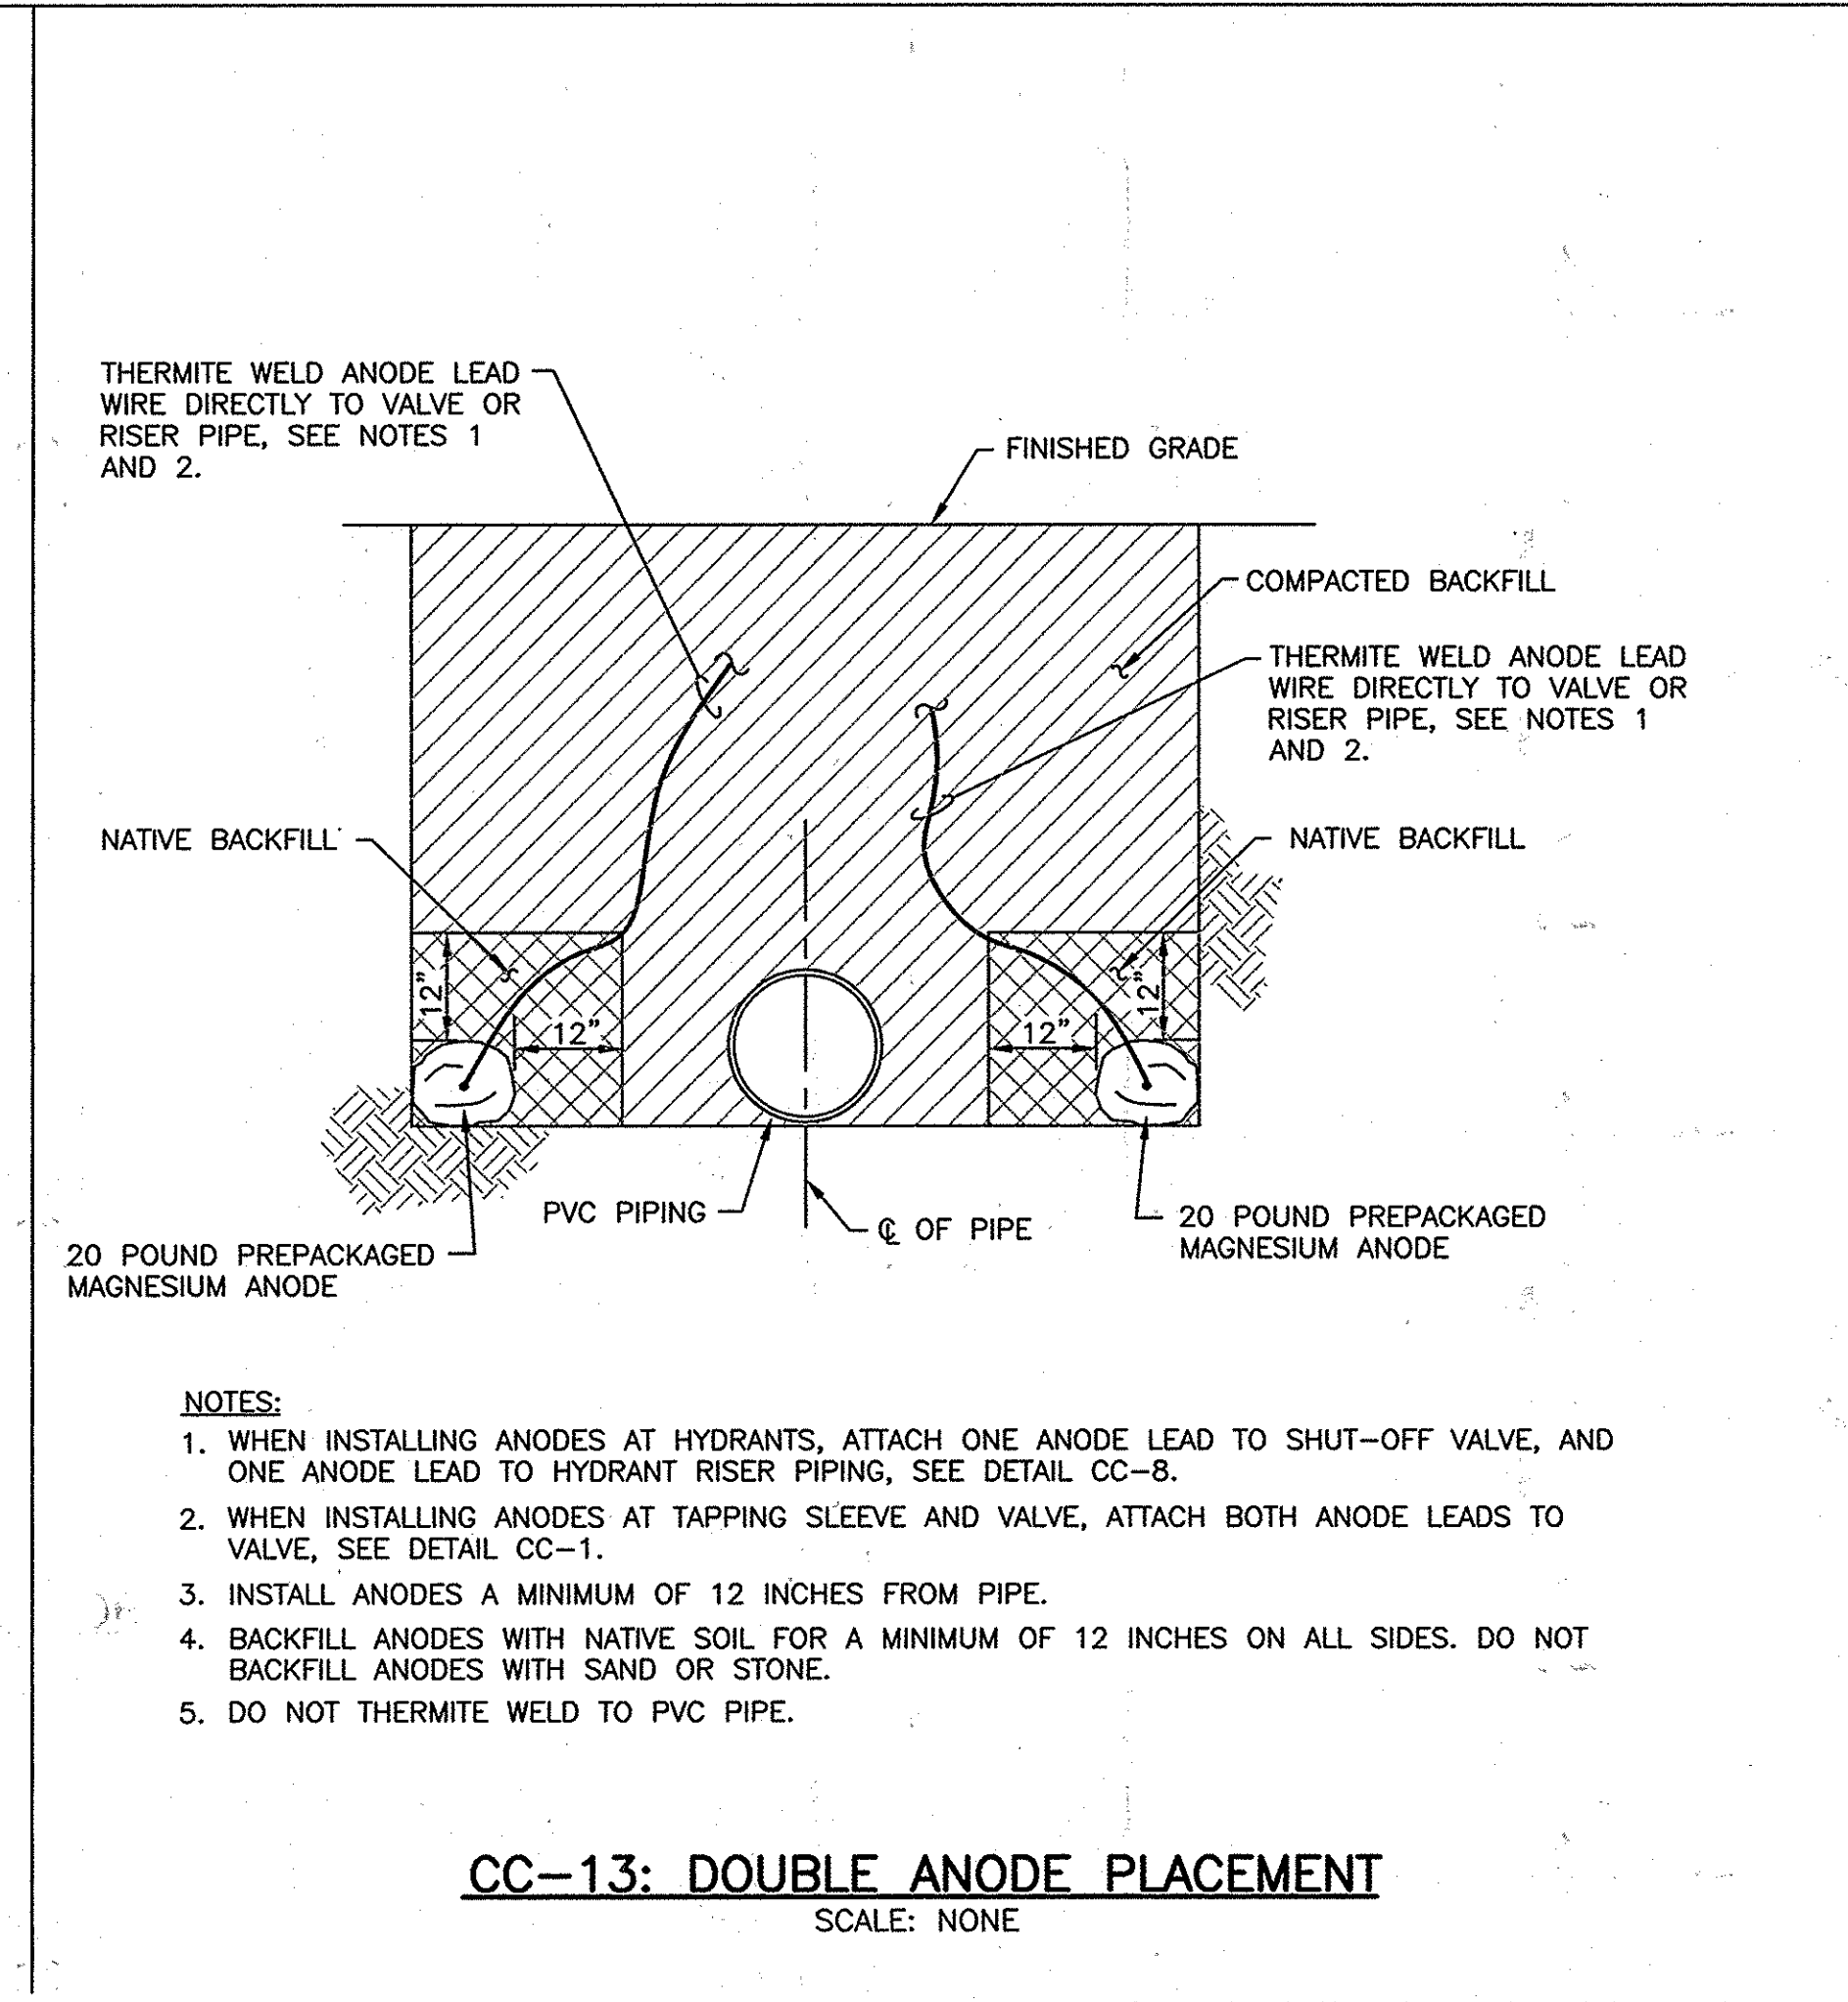 THERMITE WELD ANODE LEAD
WIRE DIRECTLY TO VALVE OR
RISER PIPE, SEE NOTES 1
AND 2.
FINISHED GRADE
COMPACTED BACKFILL
THERMITE WELD ANODE LEAD
WIRE DIRECTLY TO VALVE OR
RISER PIPE, SEE NOTES 1
AND 2.
NATIVE BACKFILL
NATIVE BACKFILL
12"
12"
12"
12"
PVC PIPING
℄ OF PIPE
20 POUND PREPACKAGED
MAGNESIUM ANODE
20 POUND PREPACKAGED
MAGNESIUM ANODE
NOTES:
1. WHEN INSTALLING ANODES AT HYDRANTS, ATTACH ONE ANODE LEAD TO SHUT-OFF VALVE, AND
ONE ANODE LEAD TO HYDRANT RISER PIPING, SEE DETAIL CC-8.
2. WHEN INSTALLING ANODES AT TAPPING SLEEVE AND VALVE, ATTACH BOTH ANODE LEADS TO
VALVE, SEE DETAIL CC-1.
3. INSTALL ANODES A MINIMUM OF 12 INCHES FROM PIPE.
4. BACKFILL ANODES WITH NATIVE SOIL FOR A MINIMUM OF 12 INCHES ON ALL SIDES. DO NOT
BACKFILL ANODES WITH SAND OR STONE.
5. DO NOT THERMITE WELD TO PVC PIPE.
CC-13: DOUBLE ANODE PLACEMENT
SCALE: NONE